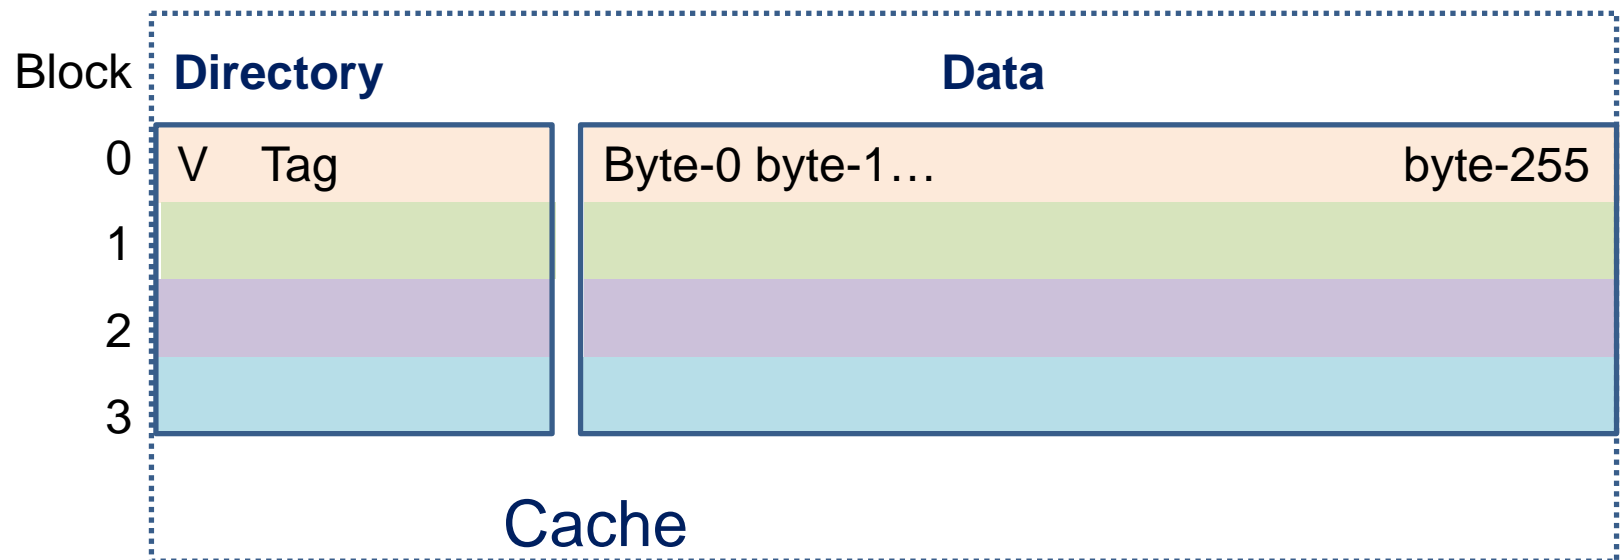 Block Directory Data
0 V Tag Byte-0 byte-1… byte-255
1
2
3
Cache